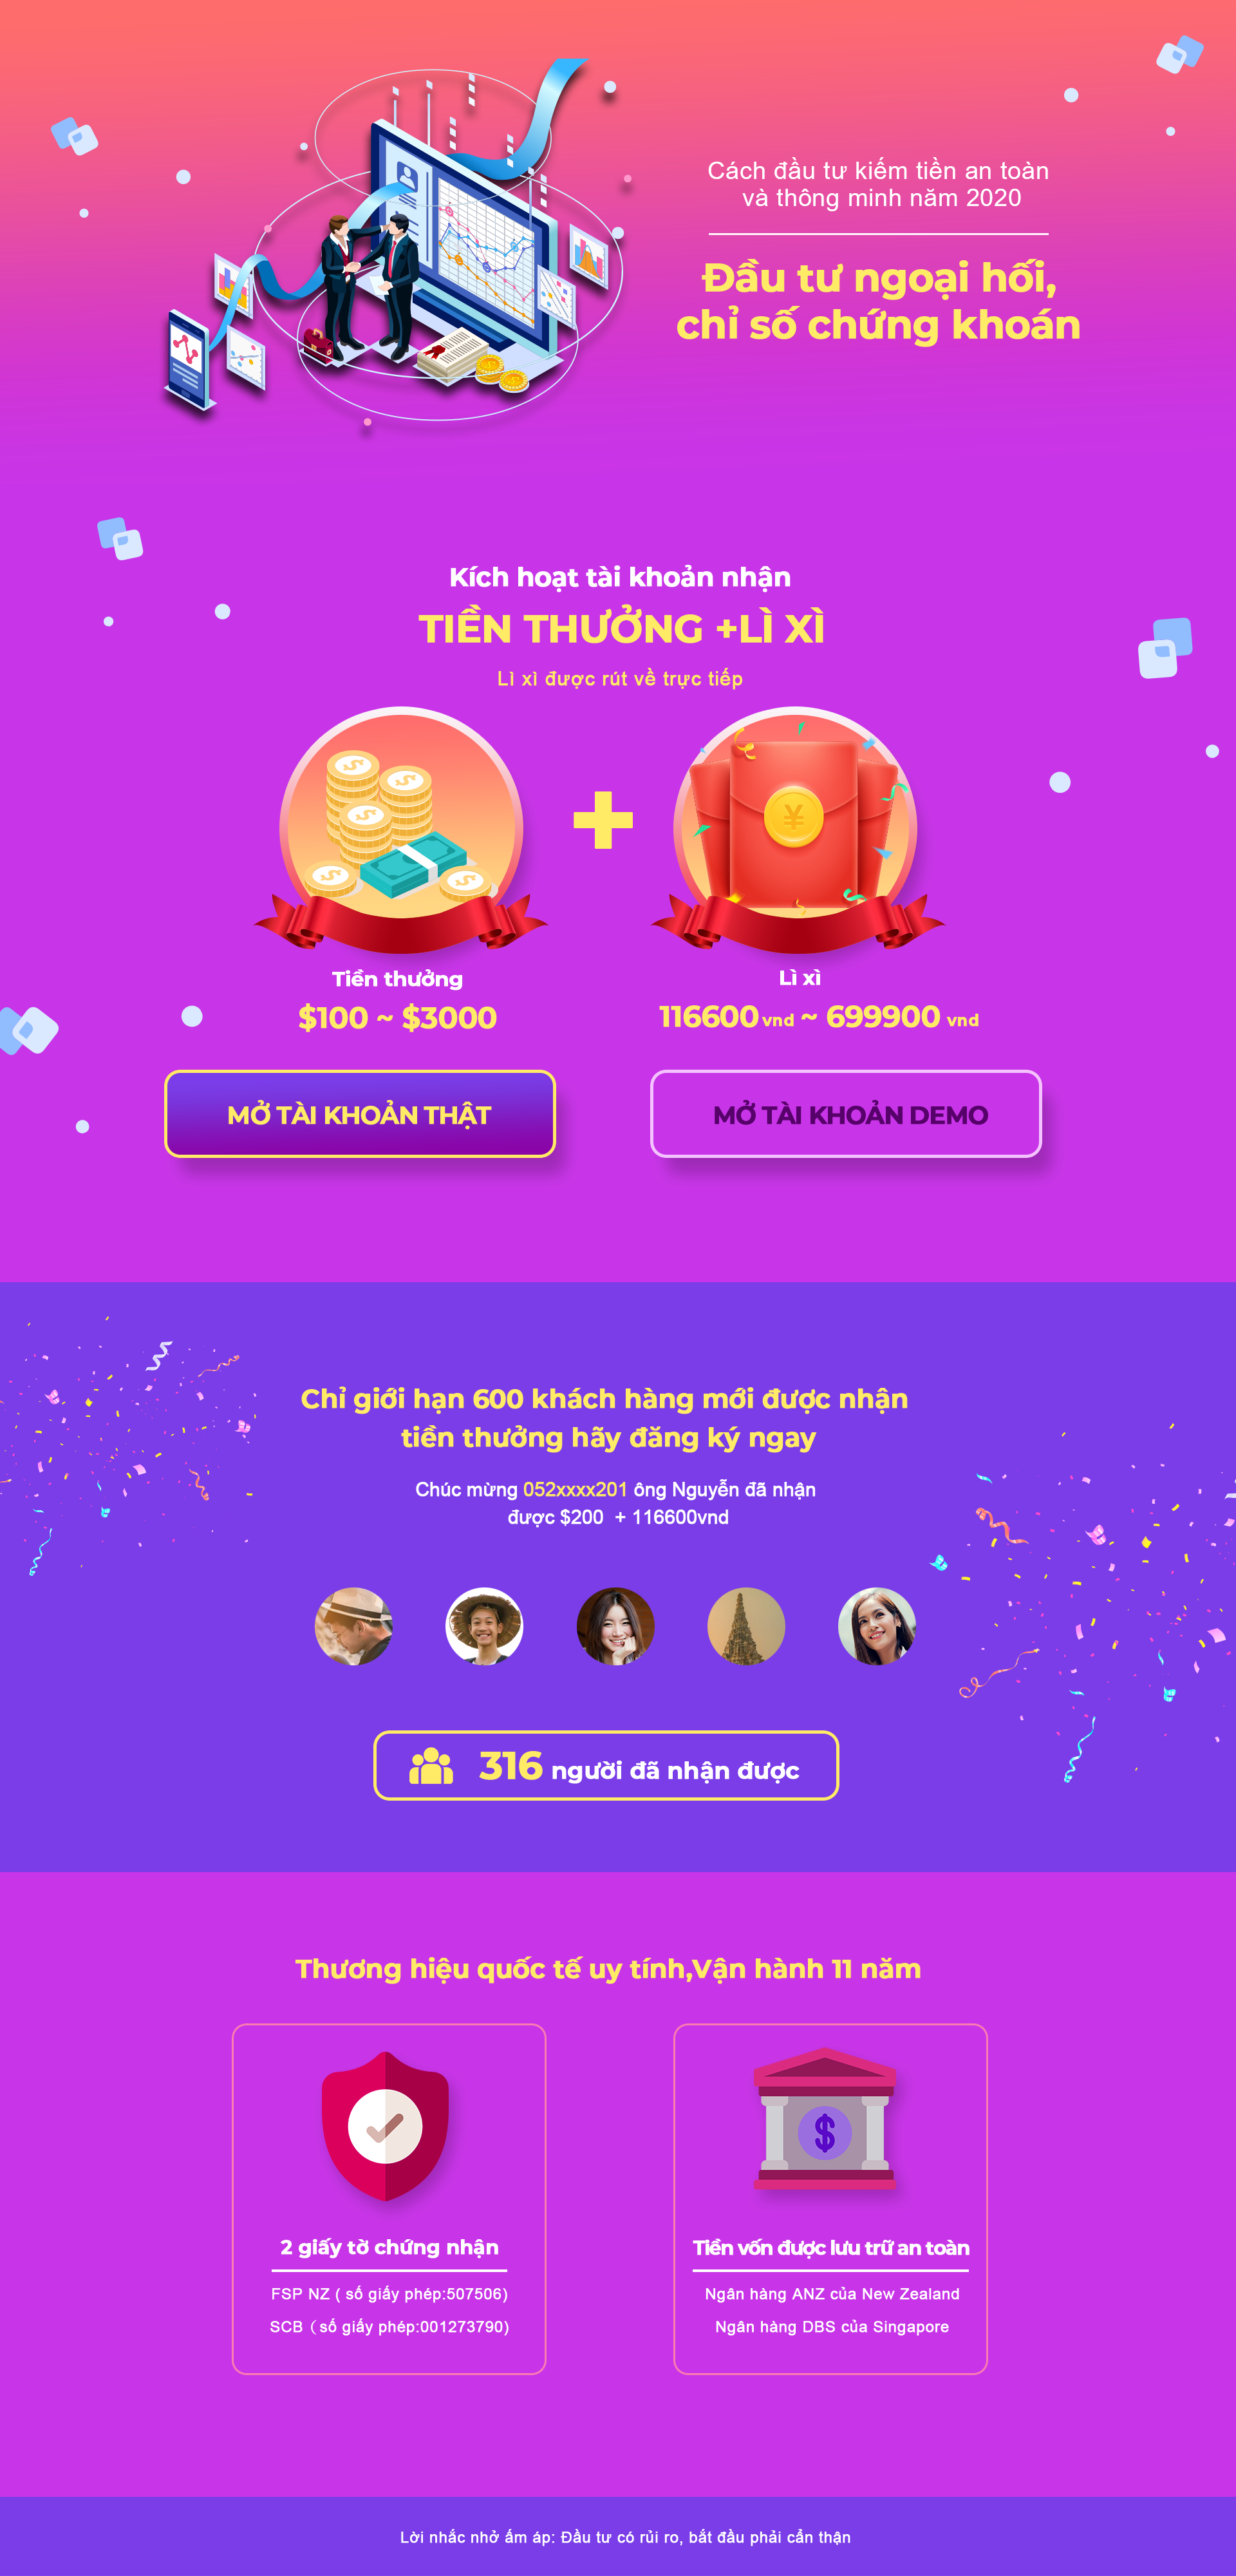 Cách đầu tư kiếm tiền an toàn
và thông minh năm 2020
Đầu tư ngoại hối,
chỉ số chứng khoán
Kích hoạt tài khoản nhận
TIỀN THƯỞNG +LÌ XÌ
Lì xì được rút về trực tiếp
Tiền thưởng
$100 ~ $3000
Lì xì
116600 vnd ~ 699900 vnd
MỞ TÀI KHOẢN THẬT
MỞ TÀI KHOẢN DEMO
Chỉ giới hạn 600 khách hàng mới được nhận
tiền thưởng hãy đăng ký ngay
Chúc mừng 052xxxx201 ông Nguyễn đã nhận
được $200 + 116600vnd
316 người đã nhận được
Thương hiệu quốc tế uy tính,Vận hành 11 năm
2 giấy tờ chứng nhận
FSP NZ ( số giấy phép:507506)
SCB（số giấy phép:001273790)
Tiền vốn được lưu trữ an toàn
Ngân hàng ANZ của New Zealand
Ngân hàng DBS của Singapore
Lời nhắc nhở ấm áp: Đầu tư có rủi ro, bắt đầu phải cẩn thận